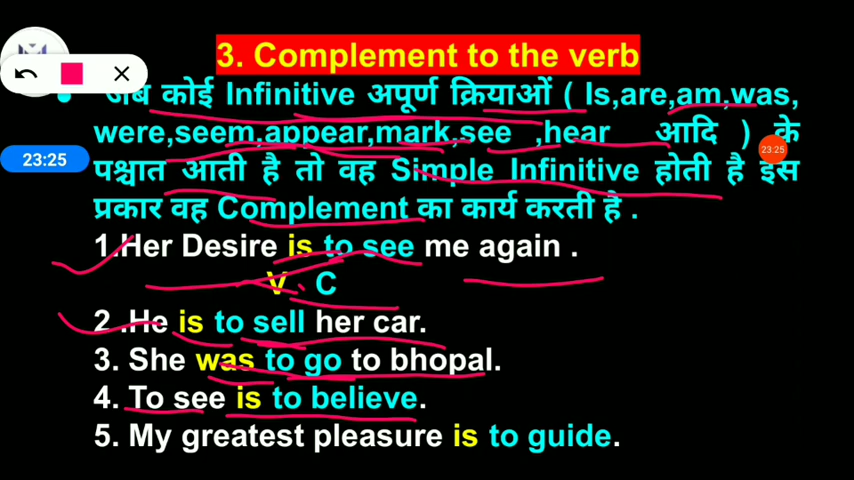 3. Complement to the verb
जब कोई Infinitive अपूर्ण क्रियाओं ( Is,are,am,was,
were,seem,appear,mark,see ,hear आदि ) के
23:25
23:25
पश्चात आती है तो वह Simple Infinitive होती है इस
प्रकार वह Complement का कार्य करती है .
1.Her Desire is to see me again .
V C
2 .He is to sell her car.
3. She was to go to bhopal.
4. To see is to believe.
5. My greatest pleasure is to guide.